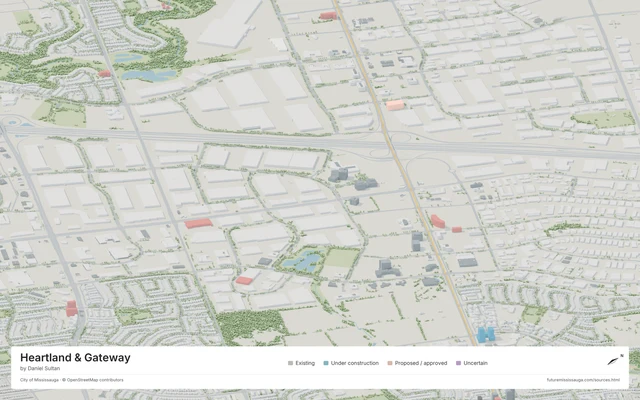 Heartland & Gateway
by Daniel Sultan
Existing
Under construction
Proposed / approved
Uncertain
N
City of Mississauga · © OpenStreetMap contributors
futuremississauga.com/sources.html